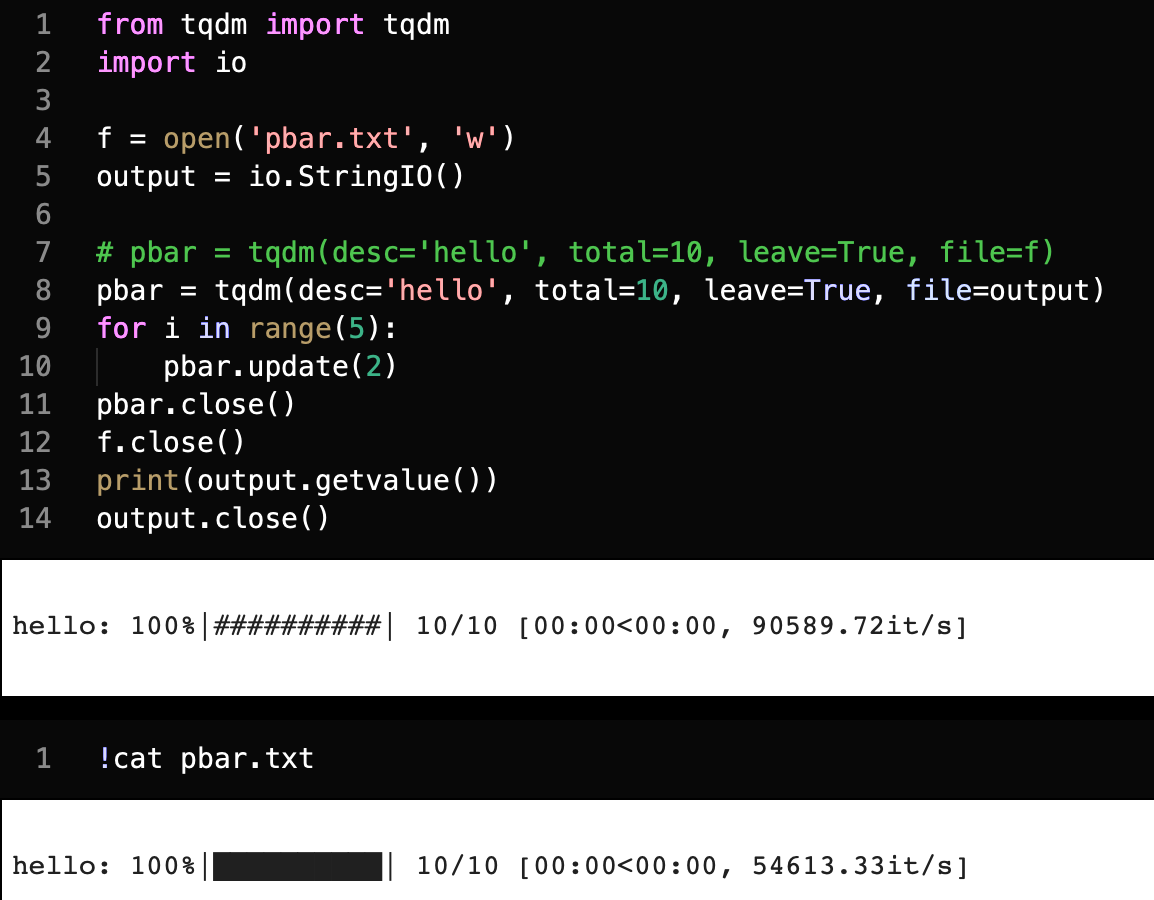 1 from tqdm import tqdm
2 import io
3
4 f = open('pbar.txt', 'w')
5 output = io.StringIO()
6
7 # pbar = tqdm(desc='hello', total=10, leave=True, file=f)
8 pbar = tqdm(desc='hello', total=10, leave=True, file=output)
9 for i in range(5):
10     pbar.update(2)
11 pbar.close()
12 f.close()
13 print(output.getvalue())
14 output.close()
hello: 100%|##########| 10/10 [00:00<00:00, 90589.72it/s]
1 !cat pbar.txt
hello: 100%|██████████| 10/10 [00:00<00:00, 54613.33it/s]